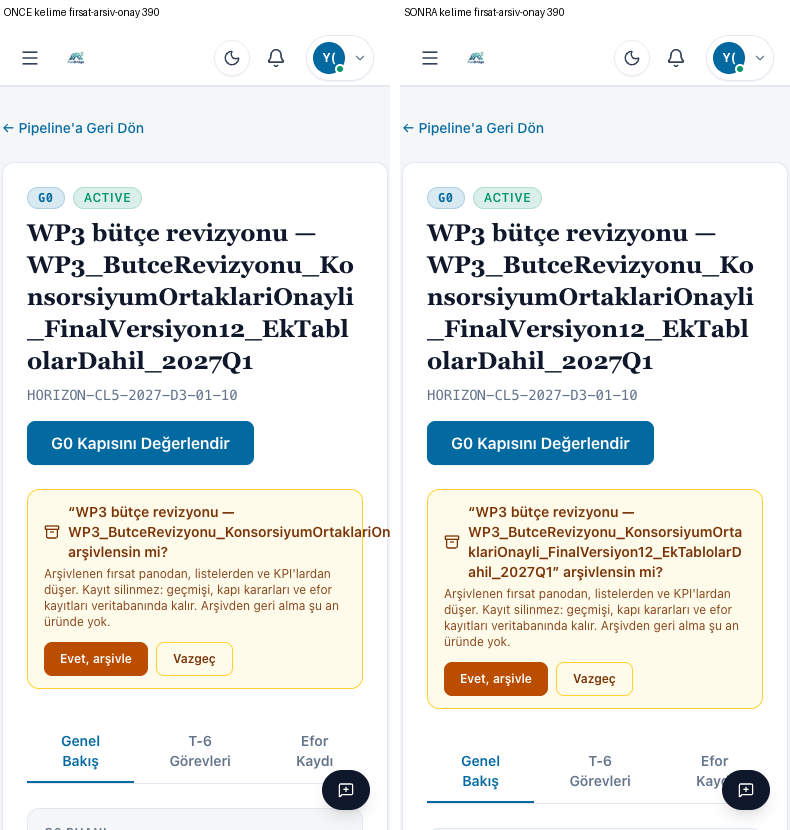 ONCE kelime firsat-arsiv-onay 390
Y(
← Pipeline'a Geri Dön
G0 ACTIVE
WP3 bütçe revizyonu —
WP3_ButceRevizyonu_Ko
nsorsiyumOrtaklariOnayli
_FinalVersiyon12_EkTabl
olarDahil_2027Q1
HORIZON-CL5-2027-D3-01-10
G0 Kapısını Değerlendir
“WP3 bütçe revizyonu —
WP3_ButceRevizyonu_KonsorsiyumOrtaklariOn
arşivlensin mi?
Arşivlenen fırsat panodan, listelerden ve KPI'lardan
düşer. Kayıt silinmez: geçmişi, kapı kararları ve efor
kayıtları veritabanında kalır. Arşivden geri alma şu an
üründe yok.
Evet, arşivle Vazgeç
Genel T-6 Efor
Bakış Görevleri Kaydı
SONRA kelime firsat-arsiv-onay 390
Y(
← Pipeline'a Geri Dön
G0 ACTIVE
WP3 bütçe revizyonu —
WP3_ButceRevizyonu_Ko
nsorsiyumOrtaklariOnayli
_FinalVersiyon12_EkTabl
olarDahil_2027Q1
HORIZON-CL5-2027-D3-01-10
G0 Kapısını Değerlendir
“WP3 bütçe revizyonu —
WP3_ButceRevizyonu_KonsorsiyumOrta
klariOnayli_FinalVersiyon12_EkTablolarD
ahil_2027Q1” arşivlensin mi?
Arşivlenen fırsat panodan, listelerden ve KPI'lardan
düşer. Kayıt silinmez: geçmişi, kapı kararları ve efor
kayıtları veritabanında kalır. Arşivden geri alma şu an
üründe yok.
Evet, arşivle Vazgeç
Genel T-6 Efor
Bakış Görevleri